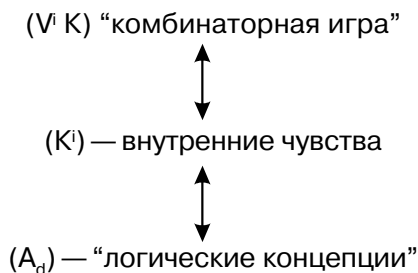 (Vⁱ K) “комбинаторная игра”
(Kⁱ) — внутренние чувства
(A_d) — “логические концепции”